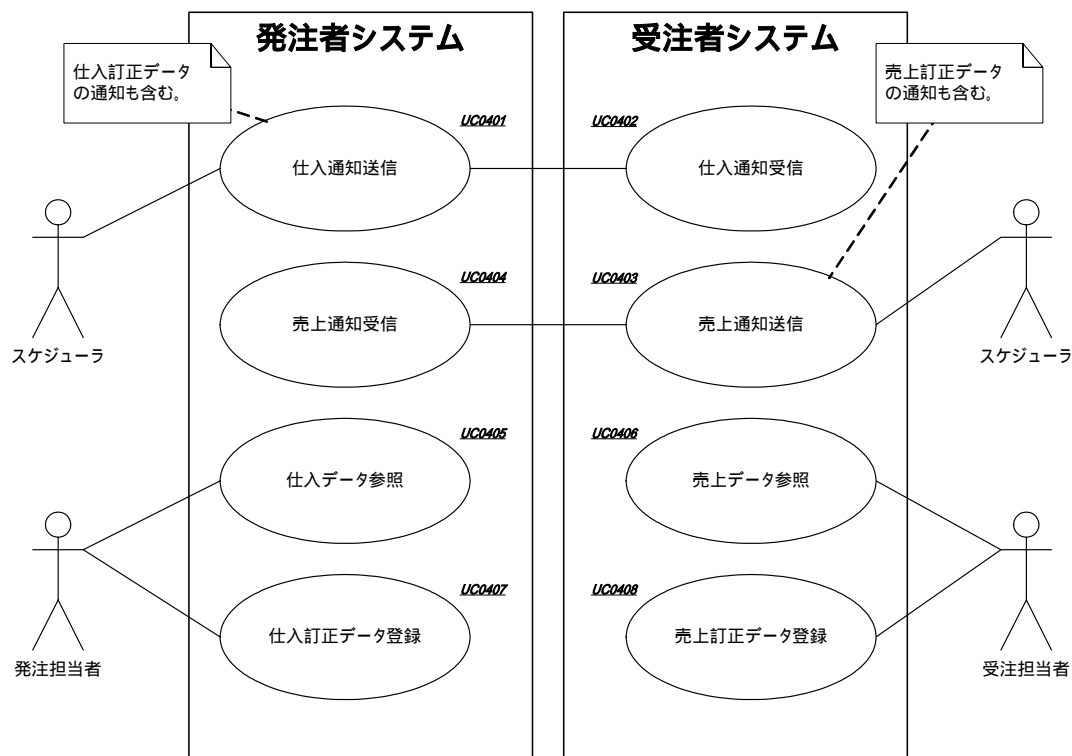 発注者システム
受注者システム
仕入訂正データ
の通知も含む。
売上訂正データ
の通知も含む。
UC0401
UC0402
仕入通知送信
仕入通知受信
UC0404
UC0403
売上通知受信
売上通知送信
スケジューラ
スケジューラ
UC0405
UC0406
仕入データ参照
売上データ参照
UC0407
UC0408
仕入訂正データ登録
売上訂正データ登録
発注担当者
受注担当者